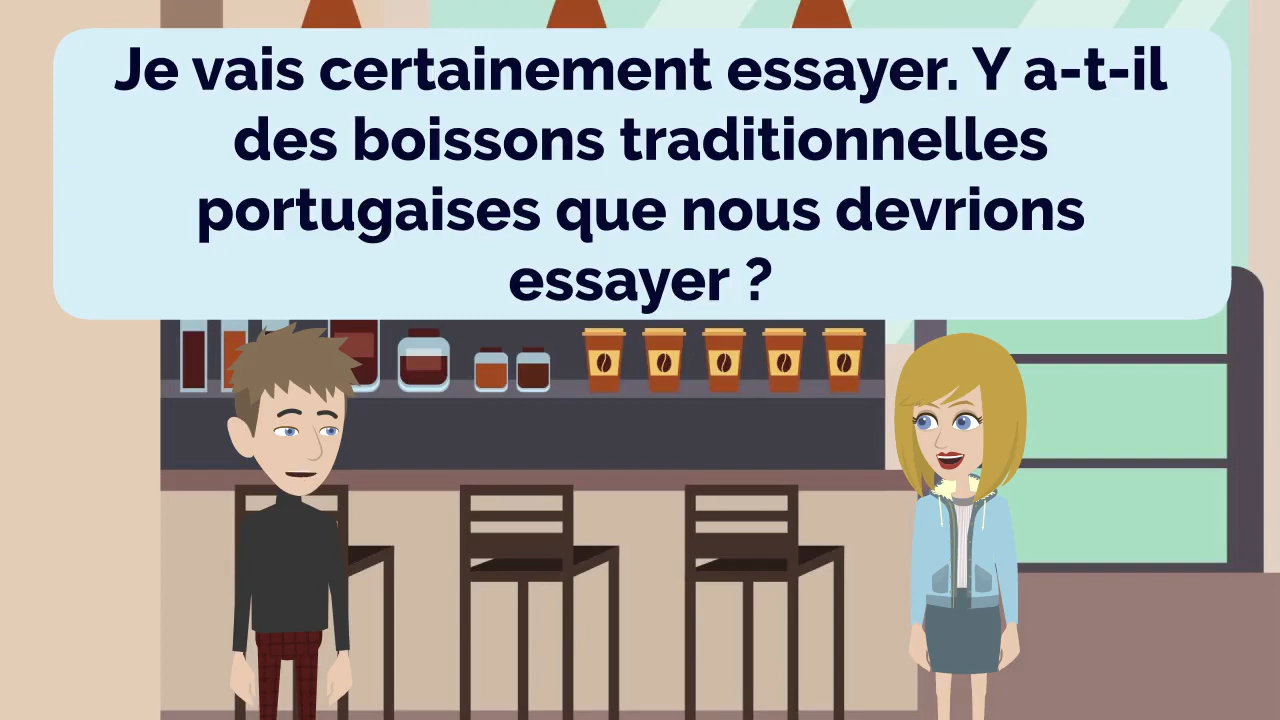 Je vais certainement essayer. Y a-t-il
des boissons traditionnelles
portugaises que nous devrions
essayer ?